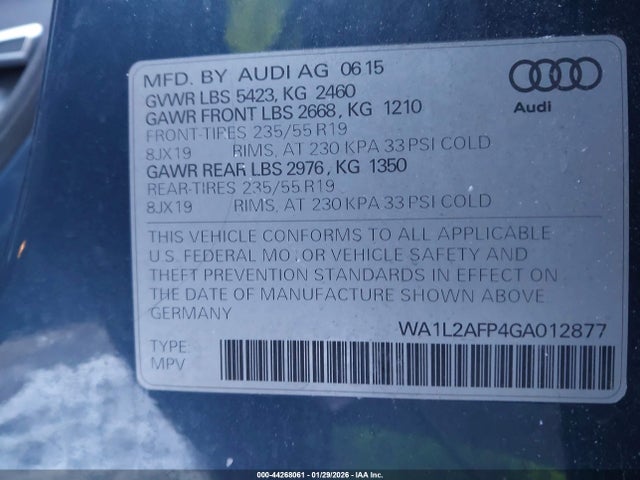 MFD. BY AUDI AG 06 15
GVWR LBS 5423, KG 2460
GAWR FRONT LBS 2668, KG 1210
FRONT-TIPES 235/55 R19
8JX19 RIMS, AT 230 KPA 33 PSI COLD
GAWR REAR LBS 2976, KG 1350
REAR-TIRES 235/55 R19
8JX19 RIMS, AT 230 KPA 33 PSI COLD
Audi
THIS VEHICLE CONFORMS TO ALL APPLICABLE
U.S. FEDERAL MOTOR VEHICLE SAFETY AND
THEFT PREVENTION STANDARDS IN EFFECT ON
THE DATE OF MANUFACTURE SHOWN ABOVE
GERMANY
WA1L2AFP4GA012877
TYPE:
MPV
000-44268061 - 01/29/2026 - IAA Inc.